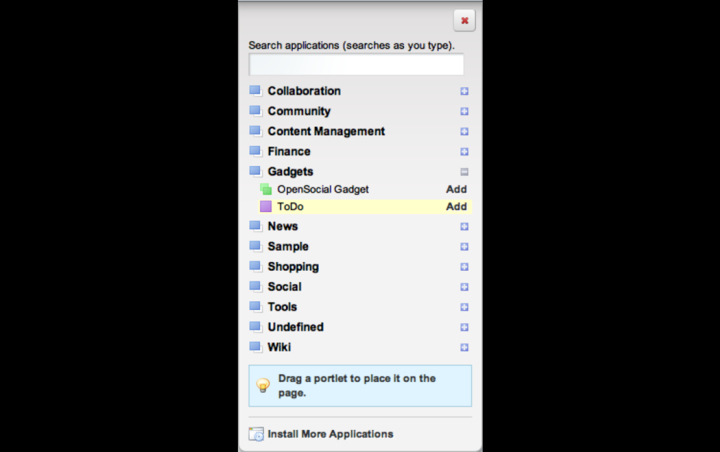 Search applications (searches as you type).
Collaboration
Community
Content Management
Finance
Gadgets
OpenSocial Gadget Add
ToDo Add
News
Sample
Shopping
Social
Tools
Undefined
Wiki
Drag a portlet to place it on the
page.
Install More Applications